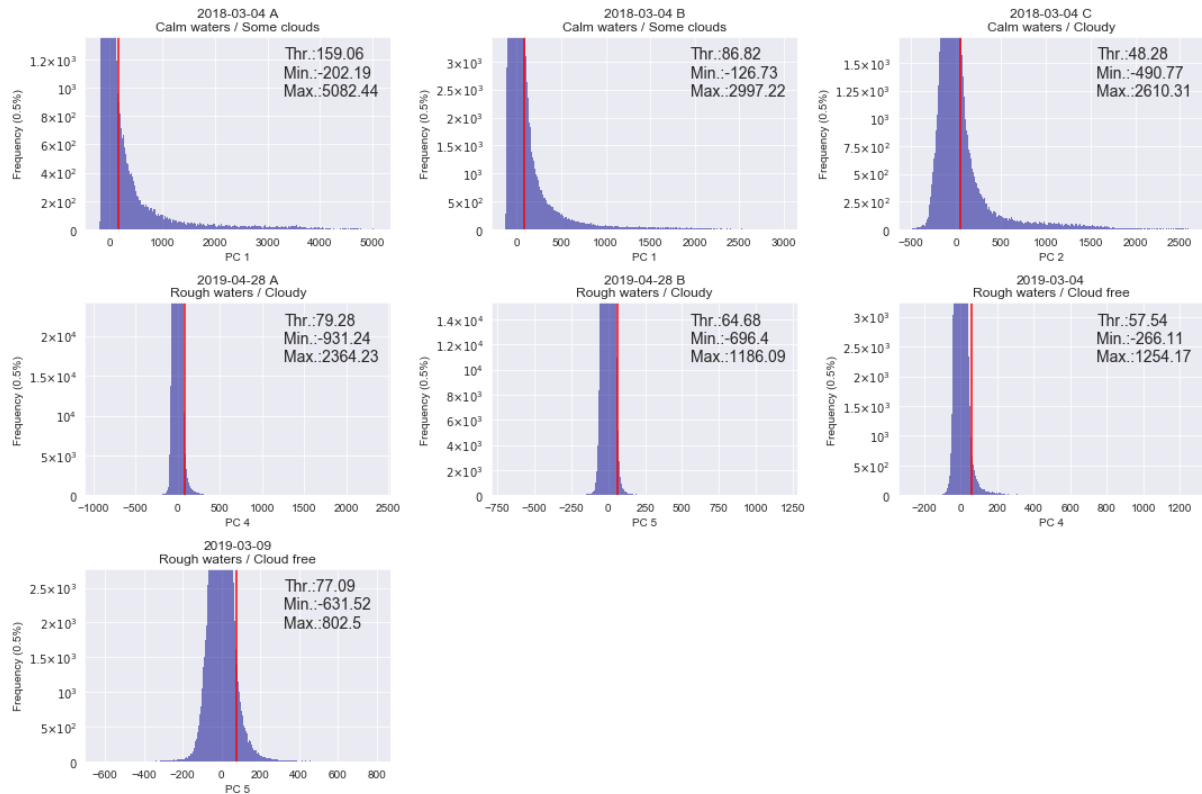 2018-03-04 A
Calm waters / Some clouds
Thr.:159.06
Min.:-202.19
Max.:5082.44
Frequency (0.5%)
1.2×10³
10³
8×10²
6×10²
4×10²
2×10²
0
0 1000 2000 3000 4000 5000
PC 1
2018-03-04 B
Calm waters / Some clouds
Thr.:86.82
Min.:-126.73
Max.:2997.22
Frequency (0.5%)
3×10³
2.5×10³
2×10³
1.5×10³
10³
5×10²
0
0 500 1000 1500 2000 2500 3000
PC 1
2018-03-04 C
Calm waters / Cloudy
Thr.:48.28
Min.:-490.77
Max.:2610.31
Frequency (0.5%)
1.5×10³
1.25×10³
10³
7.5×10²
5×10²
2.5×10²
0
−500 0 500 1000 1500 2000 2500
PC 2
2019-04-28 A
Rough waters / Cloudy
Thr.:79.28
Min.:-931.24
Max.:2364.23
Frequency (0.5%)
2×10⁴
1.5×10⁴
10⁴
5×10³
0
−1000 −500 0 500 1000 1500 2000 2500
PC 4
2019-04-28 B
Rough waters / Cloudy
Thr.:64.68
Min.:-696.4
Max.:1186.09
Frequency (0.5%)
1.4×10⁴
1.2×10⁴
10⁴
8×10³
6×10³
4×10³
2×10³
0
−750 −500 −250 0 250 500 750 1000 1250
PC 5
2019-03-04
Rough waters / Cloud free
Thr.:57.54
Min.:-266.11
Max.:1254.17
Frequency (0.5%)
3×10³
2.5×10³
2×10³
1.5×10³
10³
5×10²
0
−200 0 200 400 600 800 1000 1200
PC 4
2019-03-09
Rough waters / Cloud free
Thr.:77.09
Min.:-631.52
Max.:802.5
Frequency (0.5%)
2.5×10³
2×10³
1.5×10³
10³
5×10²
0
−600 −400 −200 0 200 400 600 800
PC 5